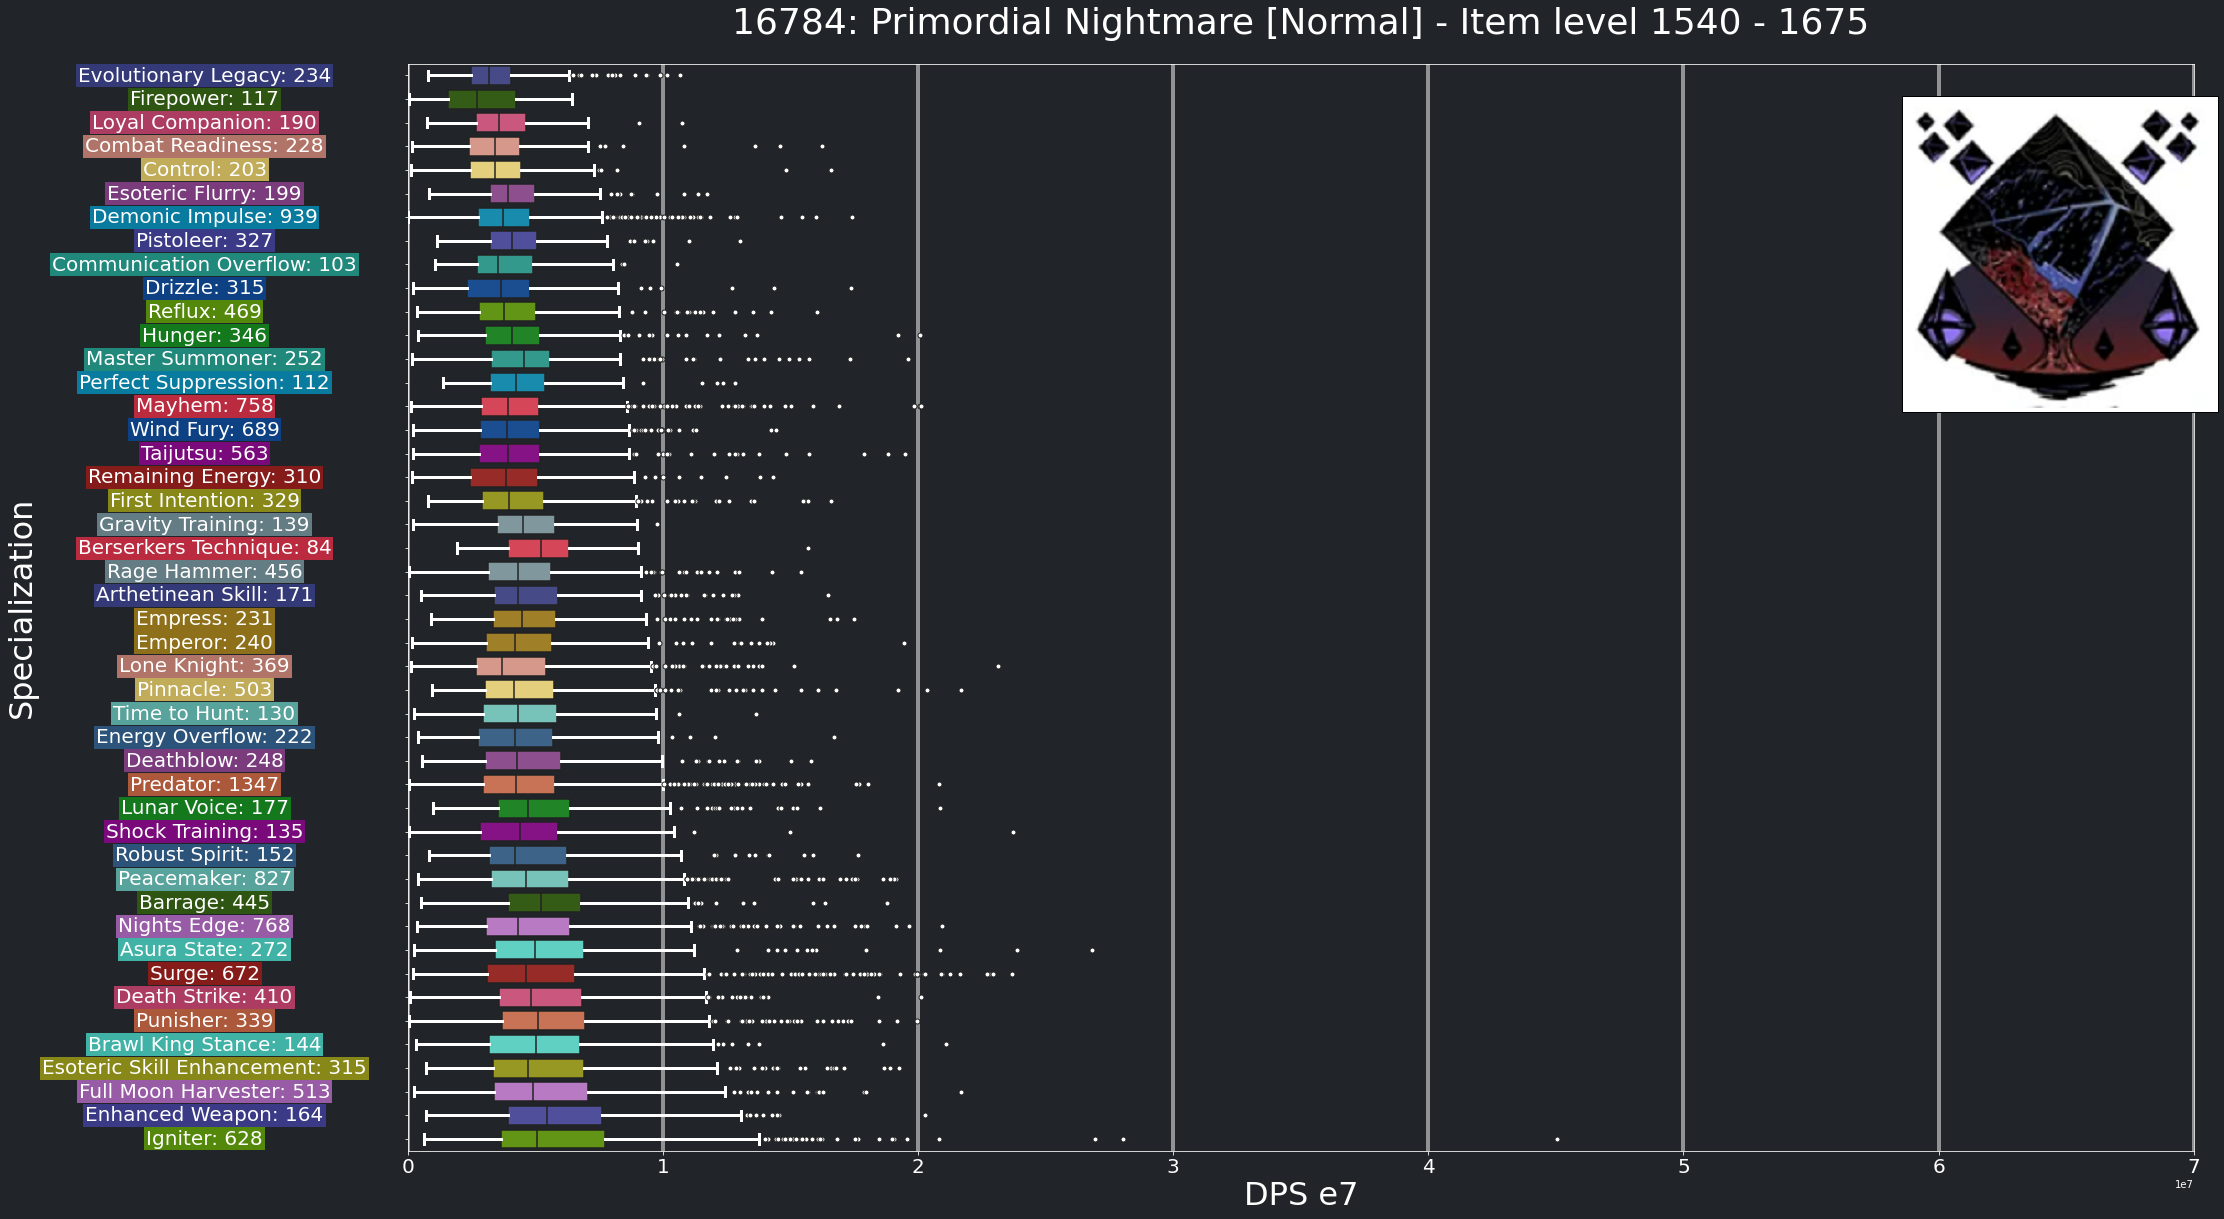 16784: Primordial Nightmare [Normal] - Item level 1540 - 1675
Specialization
Evolutionary Legacy: 234
Firepower: 117
Loyal Companion: 190
Combat Readiness: 228
Control: 203
Esoteric Flurry: 199
Demonic Impulse: 939
Pistoleer: 327
Communication Overflow: 103
Drizzle: 315
Reflux: 469
Hunger: 346
Master Summoner: 252
Perfect Suppression: 112
Mayhem: 758
Wind Fury: 689
Taijutsu: 563
Remaining Energy: 310
First Intention: 329
Gravity Training: 139
Berserkers Technique: 84
Rage Hammer: 456
Arthetinean Skill: 171
Empress: 231
Emperor: 240
Lone Knight: 369
Pinnacle: 503
Time to Hunt: 130
Energy Overflow: 222
Deathblow: 248
Predator: 1347
Lunar Voice: 177
Shock Training: 135
Robust Spirit: 152
Peacemaker: 827
Barrage: 445
Nights Edge: 768
Asura State: 272
Surge: 672
Death Strike: 410
Punisher: 339
Brawl King Stance: 144
Esoteric Skill Enhancement: 315
Full Moon Harvester: 513
Enhanced Weapon: 164
Igniter: 628
0 1 2 3 4 5 6 7
1e7
DPS e7